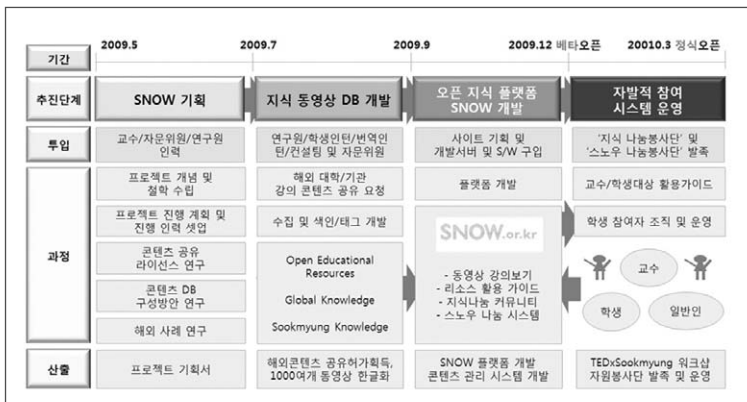 2009.5 2009.7 2009.9 2009.12 베타오픈 20010.3 정식오픈
기간
추진단계
SNOW 기획
지식 동영상 DB 개발
오픈 지식 플랫폼
SNOW 개발
자발적 참여
시스템 운영
투입
교수/자문위원/연구원
인력
연구원/학생인턴/번역인
턴/컨설팅 및 자문위원
사이트 기획 및
개발서버 및 S/W 구입
'지식 나눔봉사단' 및
'스노우 나눔봉사단' 발족
과정
프로젝트 개념 및
철학 수립
프로젝트 진행 계획 및
진행 인력 셋업
콘텐츠 공유
라이선스 연구
콘텐츠 DB
구성방안 연구
해외 사례 연구
해외 대학/기관
강의 콘텐츠 공유 요청
수집 및 색인/태그 개발
Open Educational
Resources
Global Knowledge
Sookmyung Knowledge
플랫폼 개발
SNOW.or.kr
- 동영상 강의보기
- 리소스 활용 가이드
- 지식나눔 커뮤니티
- 스노우 나눔 시스템
교수/학생대상 활용가이드
학생 참여자 조직 및 운영
교수
학생
일반인
산출
프로젝트 기획서
해외콘텐츠 공유허가획득,
1000여개 동영상 한글화
SNOW 플랫폼 개발
콘텐츠 관리 시스템 개발
TEDxSookmyung 워크샵
자원봉사단 발족 및 운영